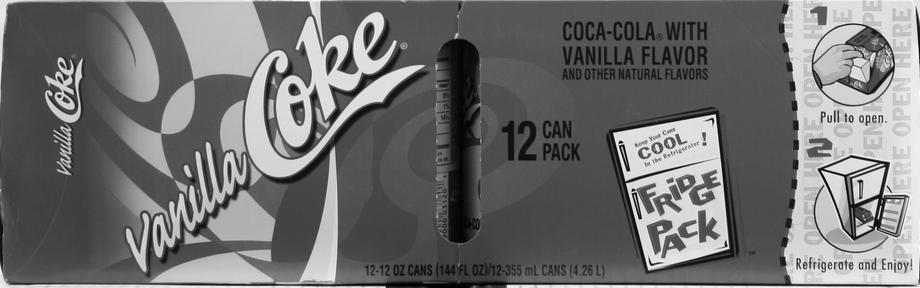 vanilla Coke
vanilla
Coke®
COCA-COLA® WITH
VANILLA FLAVOR
AND OTHER NATURAL FLAVORS
12 CAN
PACK
Keep Your Cans
COOL!
In the Refrigerator
FRIDGE
PACK
™
12-12 OZ CANS (144 FL OZ)/12-355 mL CANS (4.26 L)
1
Pull to open.
2
Refrigerate and Enjoy!
OPEN HERE OPEN HERE